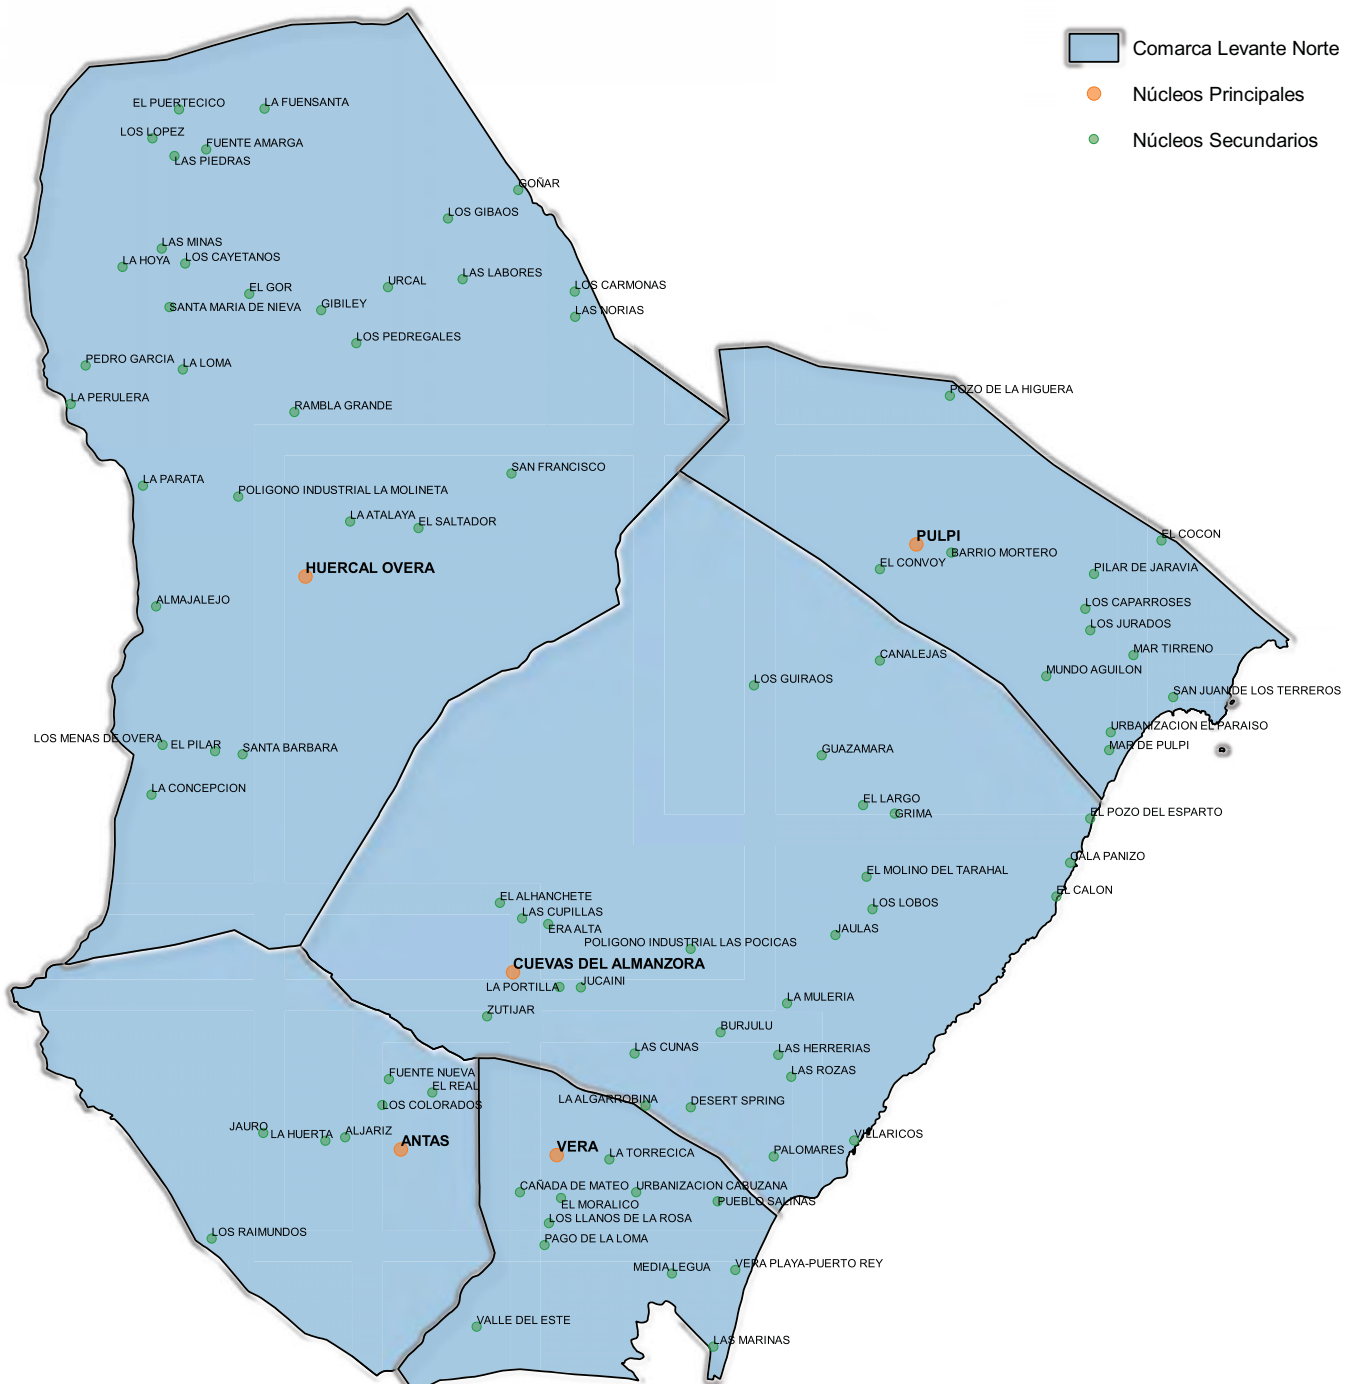 Comarca Levante Norte
Núcleos Principales
Núcleos Secundarios
EL PUERTECICO
LA FUENSANTA
LOS LOPEZ
FUENTE AMARGA
LAS PIEDRAS
GOÑAR
LOS GIBAOS
LAS MINAS
LA HOYA
LOS CAYETANOS
LAS LABORES
URCAL
EL GOR
LOS CARMONAS
SANTA MARIA DE NIEVA
GIBILEY
LAS NORIAS
LOS PEDREGALES
PEDRO GARCIA
LA LOMA
LA PERULERA
RAMBLA GRANDE
POZO DE LA HIGUERA
SAN FRANCISCO
LA PARATA
POLIGONO INDUSTRIAL LA MOLINETA
LA ATALAYA
EL SALTADOR
PULPI
EL COCON
BARRIO MORTERO
EL CONVOY
HUERCAL OVERA
PILAR DE JARAVIA
ALMAJALEJO
LOS CAPARROSES
LOS JURADOS
MAR TIRRENO
CANALEJAS
MUNDO AGUILON
LOS GUIRAOS
SAN JUAN DE LOS TERREROS
URBANIZACION EL PARAISO
LOS MENAS DE OVERA
EL PILAR
SANTA BARBARA
GUAZAMARA
MAR DE PULPI
LA CONCEPCION
EL LARGO
GRIMA
EL POZO DEL ESPARTO
CALA PANIZO
EL MOLINO DEL TARAHAL
EL CALON
EL ALHANCHETE
LOS LOBOS
LAS CUPILLAS
ERA ALTA
JAULAS
POLIGONO INDUSTRIAL LAS POCICAS
CUEVAS DEL ALMANZORA
LA PORTILLA
JUCAINI
LA MULERIA
ZUTIJAR
BURJULU
LAS CUNAS
LAS HERRERIAS
FUENTE NUEVA
LAS ROZAS
EL REAL
LA ALGARROBINA
DESERT SPRING
LOS COLORADOS
JAURO
LA HUERTA
ALJARIZ
ANTAS
VERA
VILLARICOS
LA TORRECICA
PALOMARES
CAÑADA DE MATEO
URBANIZACION CABUZANA
EL MORALICO
PUEBLO SALINAS
LOS LLANOS DE LA ROSA
LOS RAIMUNDOS
PAGO DE LA LOMA
MEDIA LEGUA
VERA PLAYA-PUERTO REY
VALLE DEL ESTE
LAS MARINAS